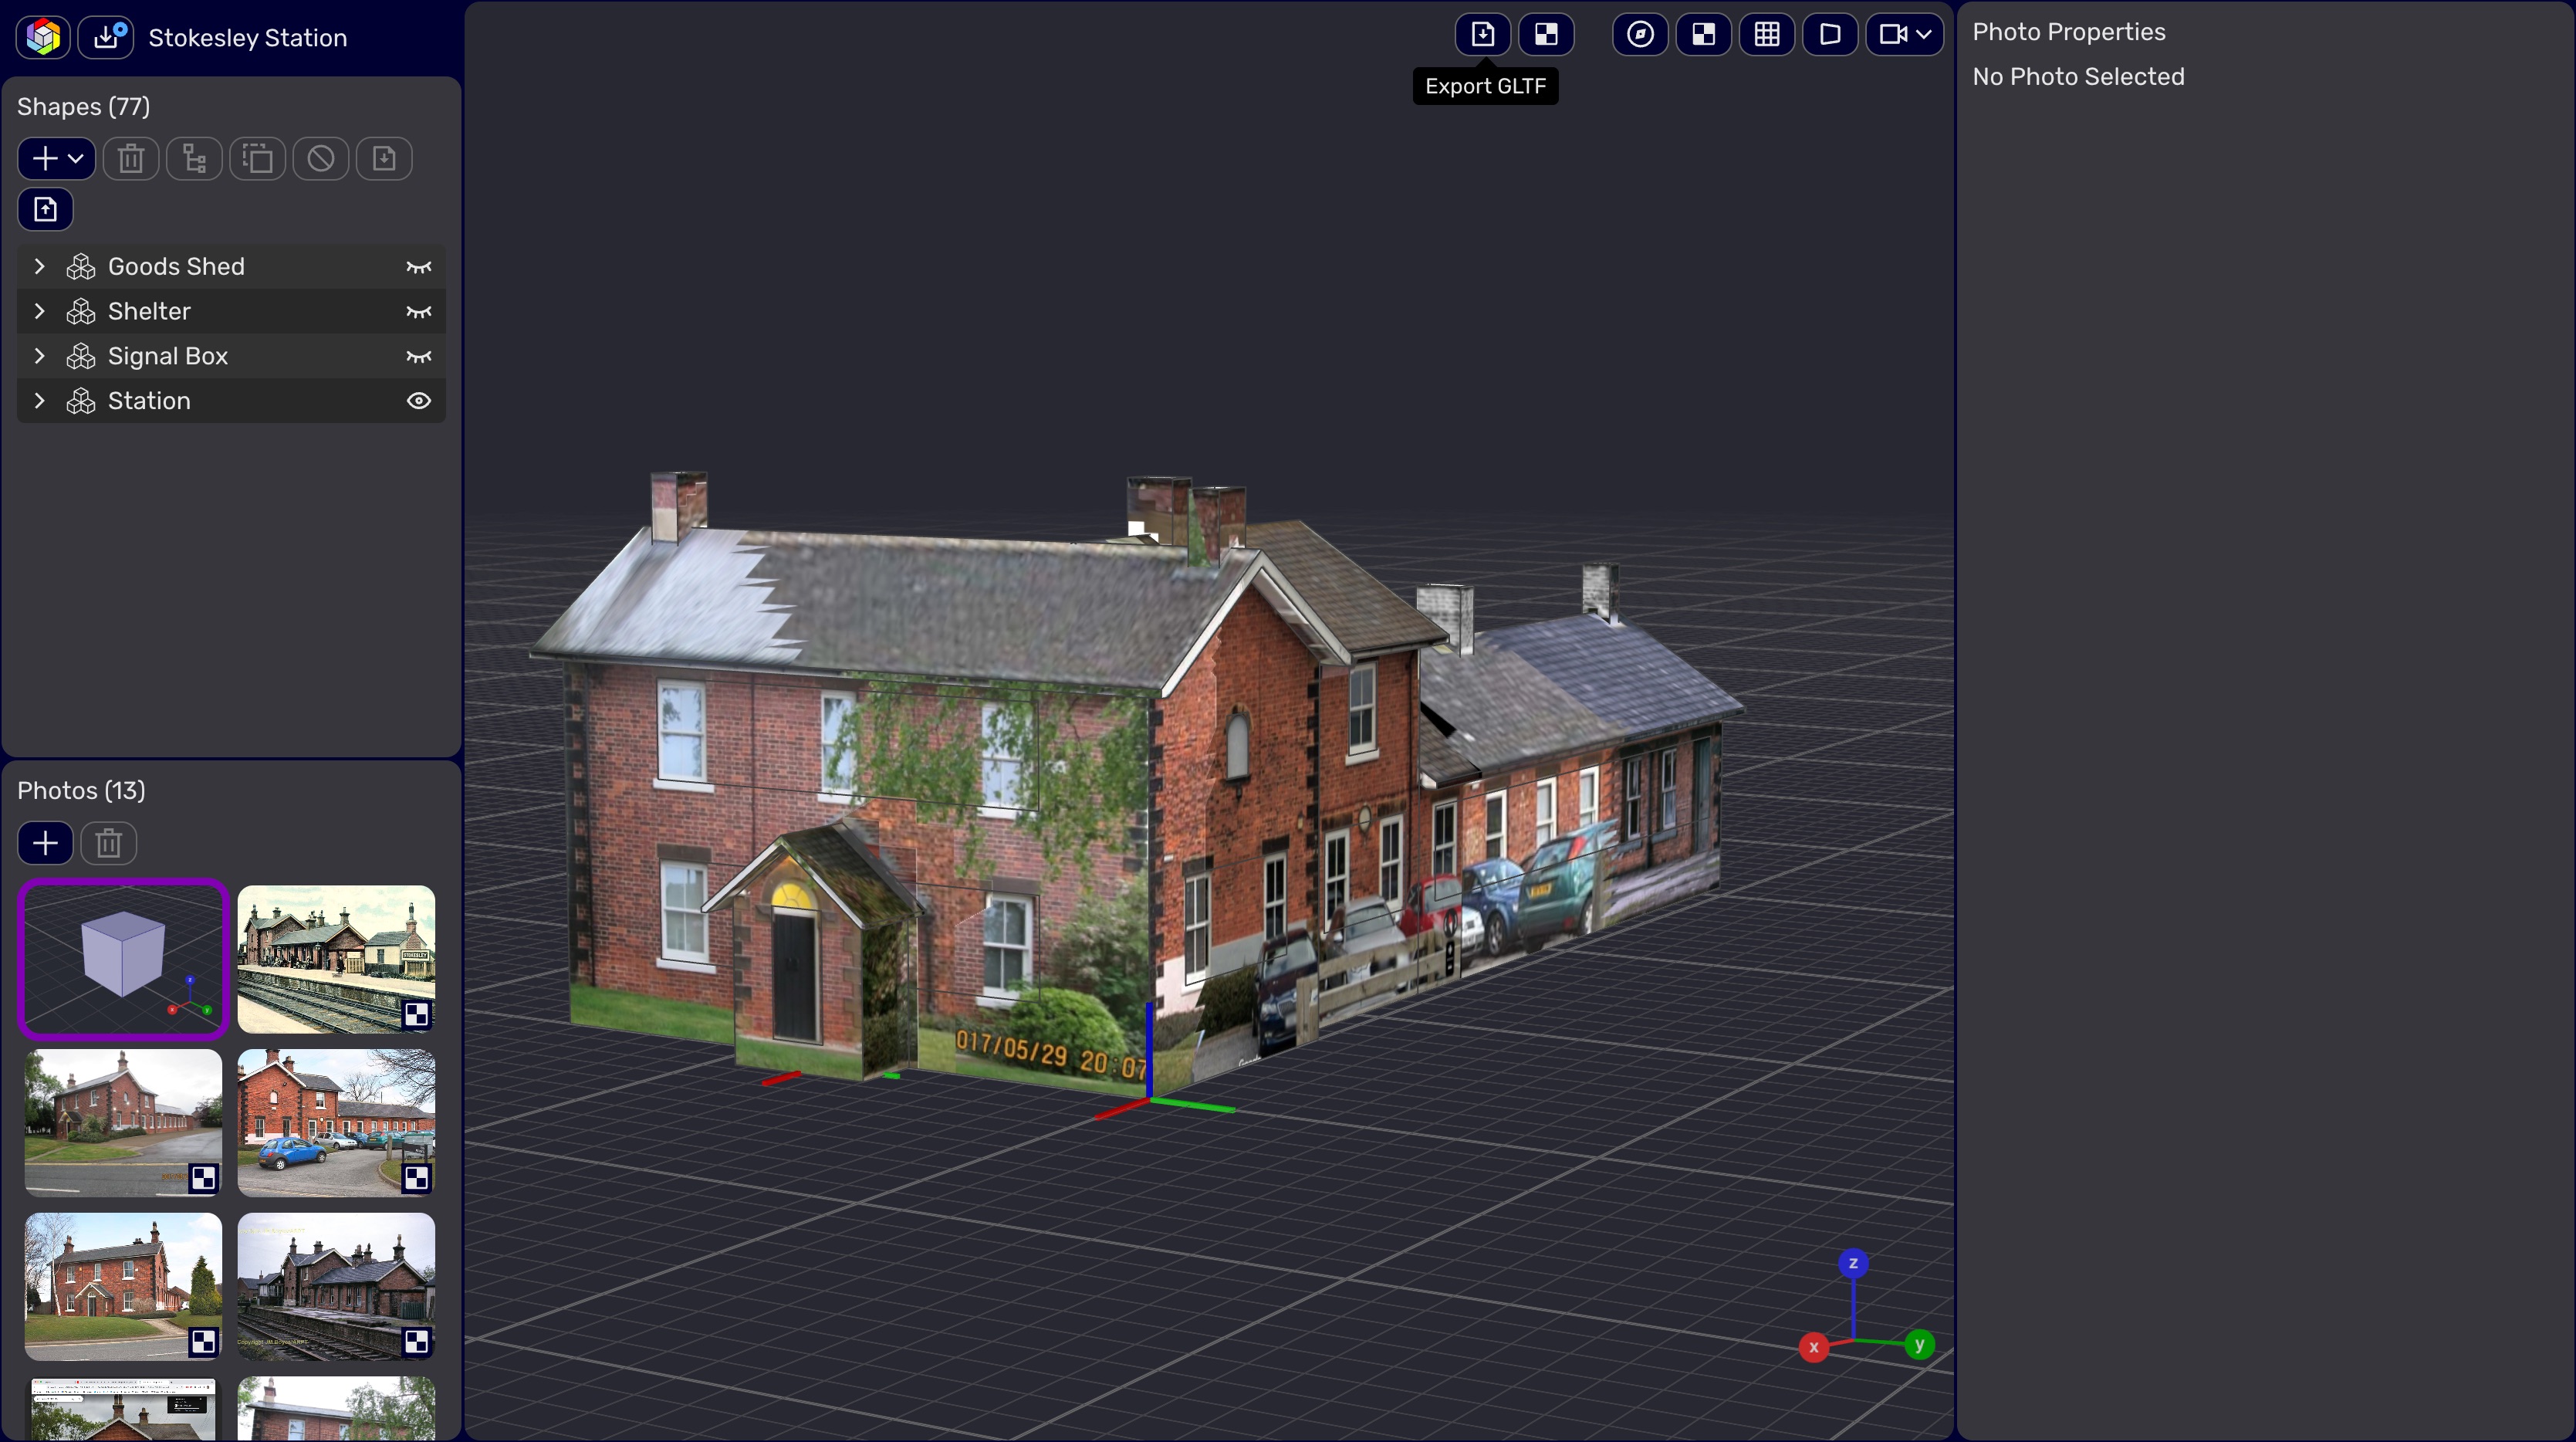 Stokesley Station
Export GLTF
Photo Properties
No Photo Selected
Shapes (77)
Goods Shed
Shelter
Signal Box
Station
Photos (13)
017/05/29 20:07
STOKESLEY
z
x
y